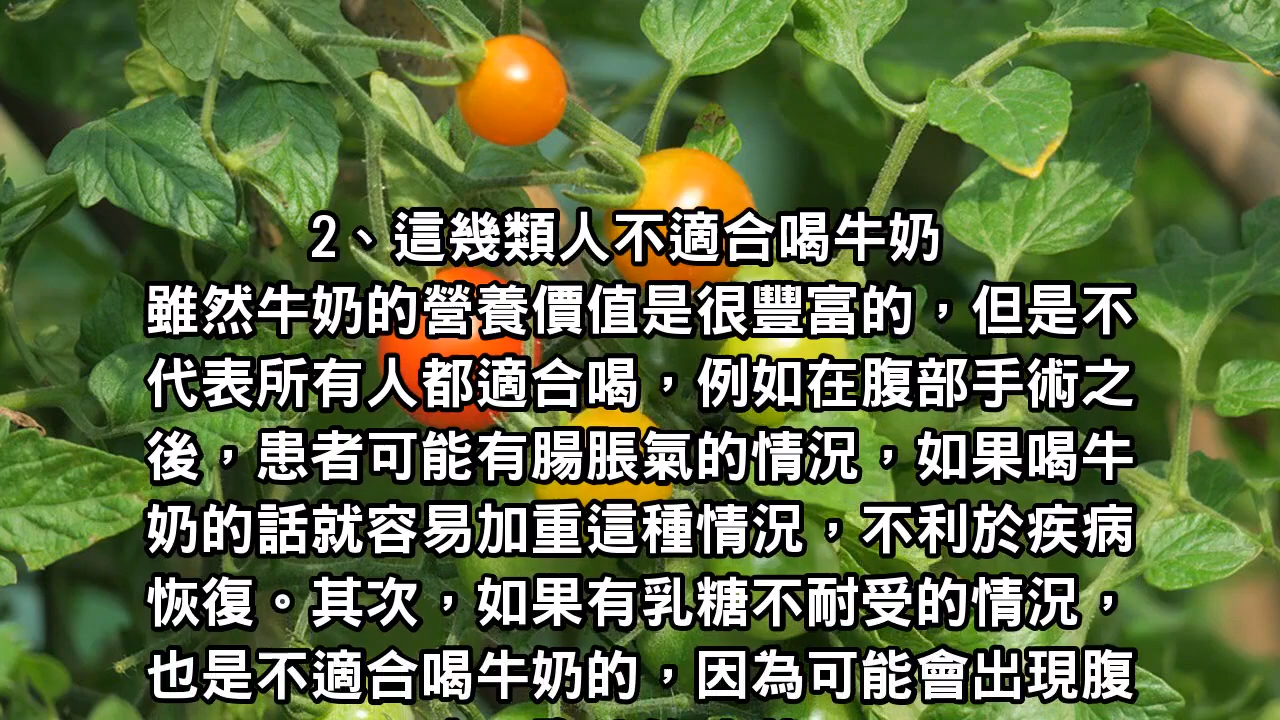 2、這幾類人不適合喝牛奶
雖然牛奶的營養價值是很豐富的，但是不
代表所有人都適合喝，例如在腹部手術之
後，患者可能有腸脹氣的情況，如果喝牛
奶的話就容易加重這種情況，不利於疾病
恢復。其次，如果有乳糖不耐受的情況，
也是不適合喝牛奶的，因為可能會出現腹